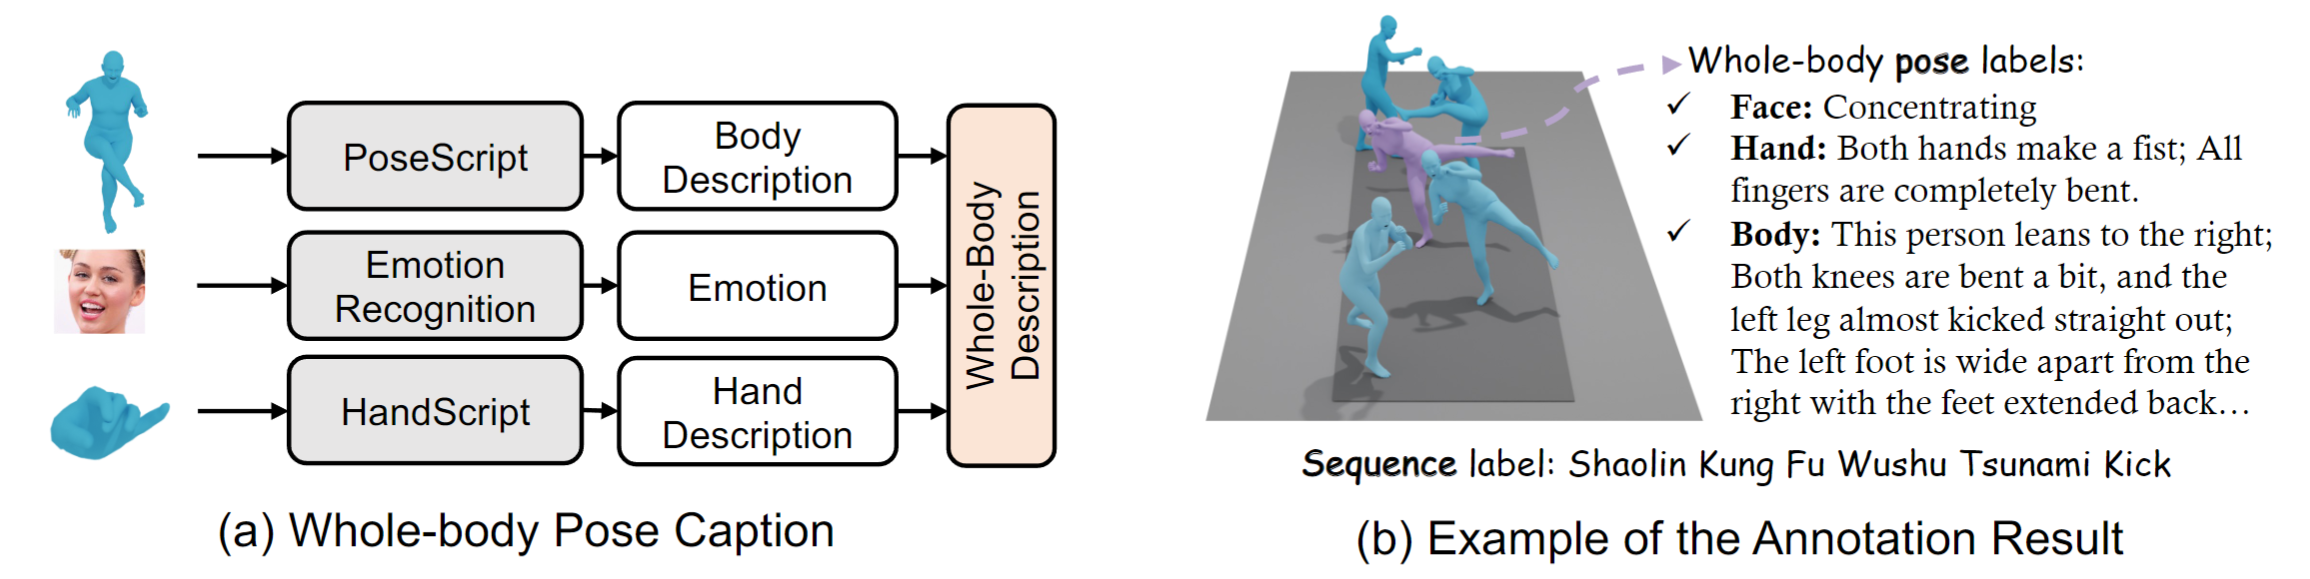 PoseScript
Body
Description
Emotion
Recognition
Emotion
HandScript
Hand
Description
Whole-Body
Description
(a) Whole-body Pose Caption
Whole-body pose labels:
✓ Face: Concentrating
✓ Hand: Both hands make a fist; All
fingers are completely bent.
✓ Body: This person leans to the right;
Both knees are bent a bit, and the
left leg almost kicked straight out;
The left foot is wide apart from the
right with the feet extended back...
Sequence label: Shaolin Kung Fu Wushu Tsunami Kick
(b) Example of the Annotation Result